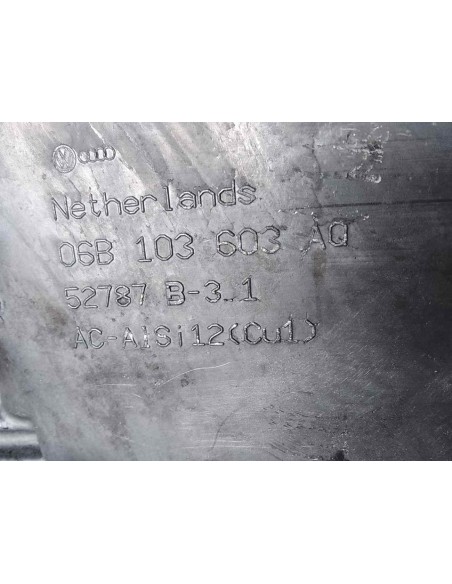 Netherlands
06B 103 603 AQ
52787 B-3.1
AC-AlSi12(Cu1)